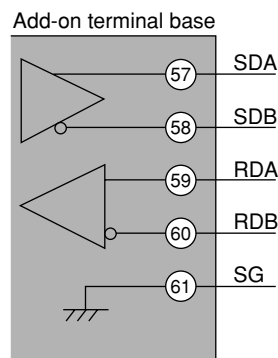 Add-on terminal base
57 SDA
58 SDB
59 RDA
60 RDB
61 SG